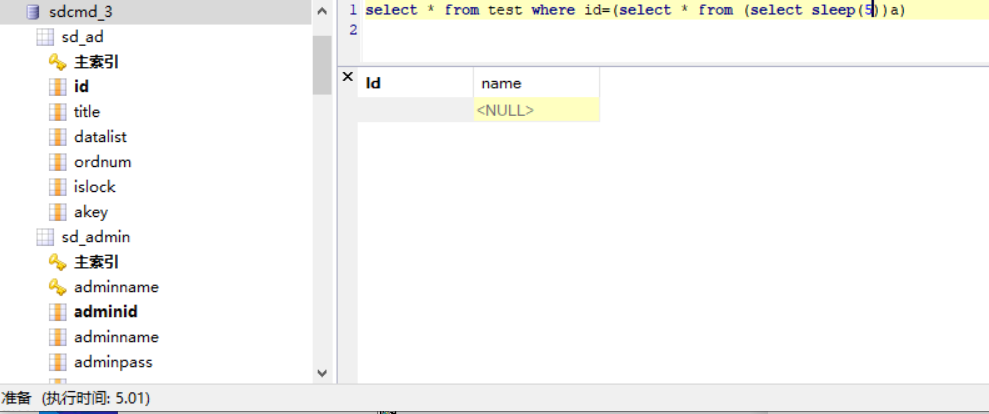 sdcmd_3
sd_ad
主索引
id
title
datalist
ordnum
islock
akey
sd_admin
主索引
adminname
adminid
adminname
adminpass
1 select * from test where id=(select * from (select sleep(5))a)
2
Id name
<NULL>
准备 (执行时间: 5.01)